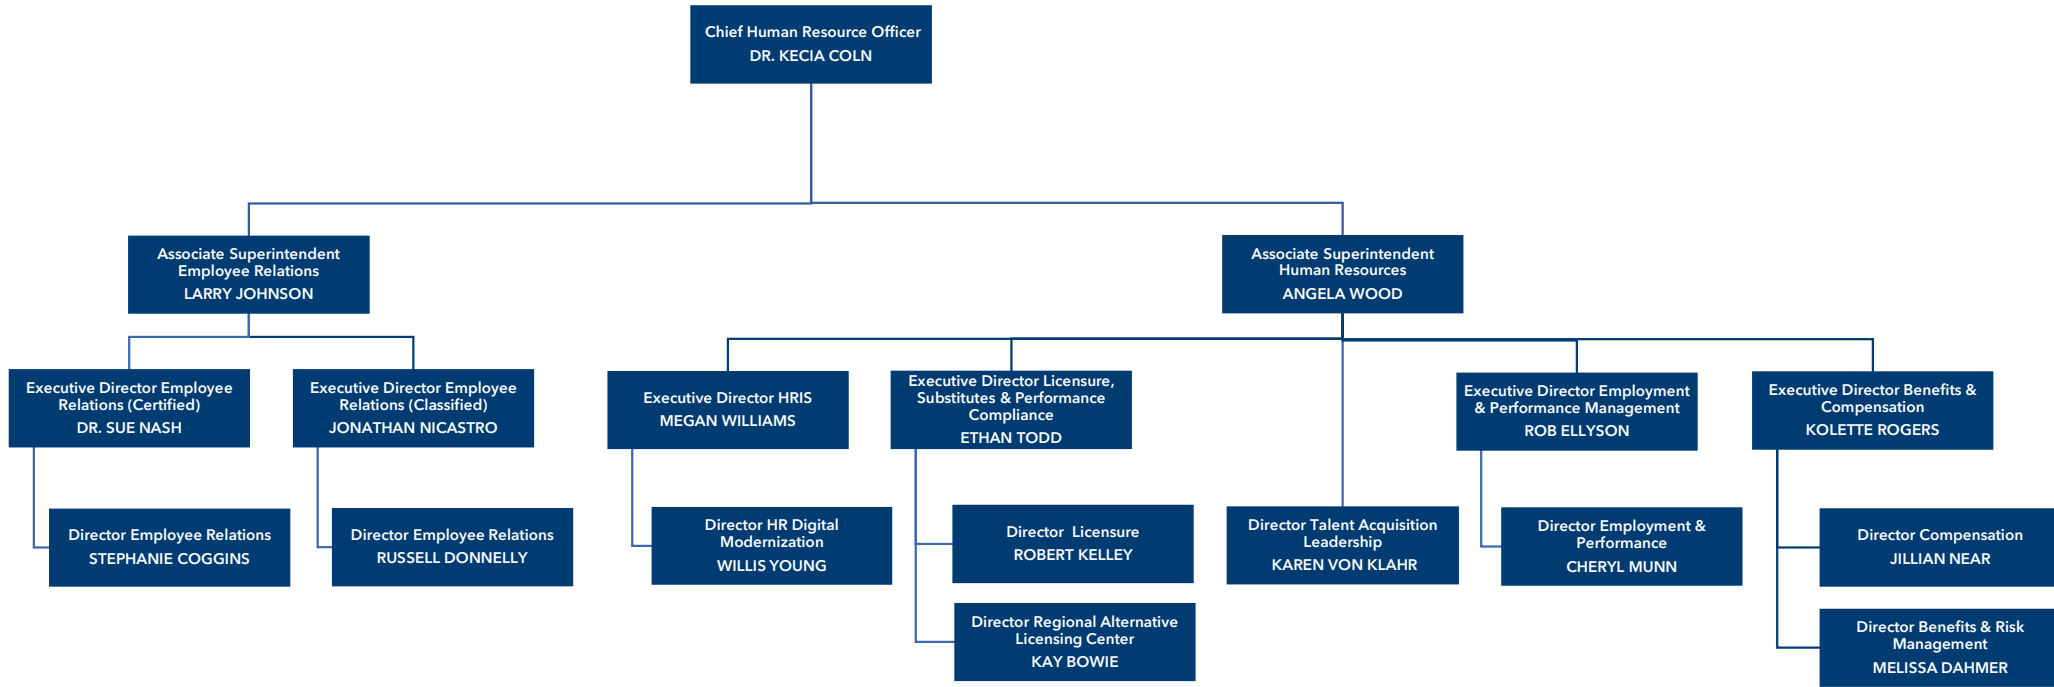 Chief Human Resource Officer
DR. KECIA COLN
Associate Superintendent
Employee Relations
LARRY JOHNSON
Associate Superintendent
Human Resources
ANGELA WOOD
Executive Director Employee
Relations (Certified)
DR. SUE NASH
Executive Director Employee
Relations (Classified)
JONATHAN NICASTRO
Executive Director HRIS
MEGAN WILLIAMS
Executive Director Licensure,
Substitutes & Performance
Compliance
ETHAN TODD
Executive Director Employment
& Performance Management
ROB ELLYSON
Executive Director Benefits &
Compensation
KOLETTE ROGERS
Director Employee Relations
STEPHANIE COGGINS
Director Employee Relations
RUSSELL DONNELLY
Director HR Digital
Modernization
WILLIS YOUNG
Director  Licensure
ROBERT KELLEY
Director Talent Acquisition
Leadership
KAREN VON KLAHR
Director Employment &
Performance
CHERYL MUNN
Director Compensation
JILLIAN NEAR
Director Regional Alternative
Licensing Center
KAY BOWIE
Director Benefits & Risk
Management
MELISSA DAHMER